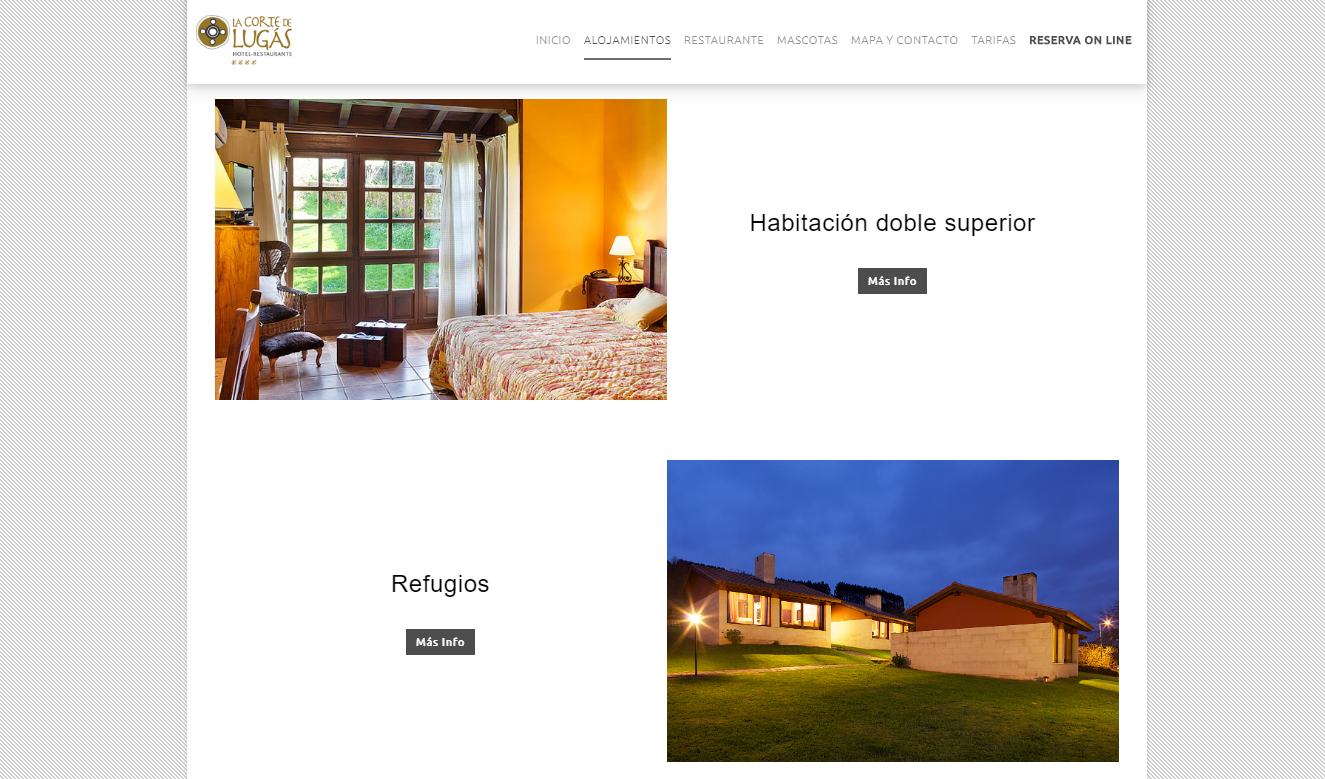 LA CORTE DE
LUGÁS
HOTEL-RESTAURANTE
INICIO ALOJAMIENTOS RESTAURANTE MASCOTAS MAPA Y CONTACTO TARIFAS RESERVA ON LINE
Habitación doble superior
Más Info
Refugios
Más Info